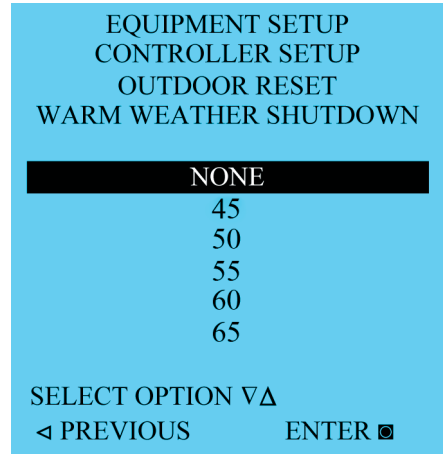 EQUIPMENT SETUP
CONTROLLER SETUP
OUTDOOR RESET
WARM WEATHER SHUTDOWN
NONE
45
50
55
60
65
SELECT OPTION ∇Δ
⊲ PREVIOUS ENTER ◙